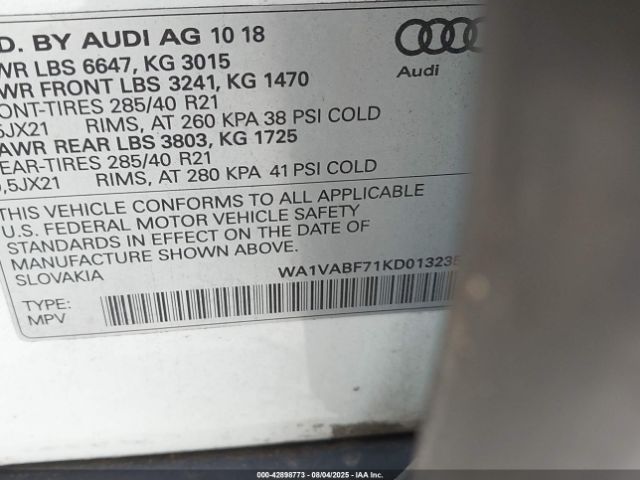 D. BY AUDI AG 10 18
WR LBS 6647, KG 3015
WR FRONT LBS 3241, KG 1470
ONT-TIRES 285/40 R21
5JX21 RIMS, AT 260 KPA 38 PSI COLD
AWR REAR LBS 3803, KG 1725
EAR-TIRES 285/40 R21
,5JX21 RIMS, AT 280 KPA 41 PSI COLD
THIS VEHICLE CONFORMS TO ALL APPLICABLE
U.S. FEDERAL MOTOR VEHICLE SAFETY
STANDARDS IN EFFECT ON THE DATE OF
MANUFACTURE SHOWN ABOVE.
SLOVAKIA
Audi
WA1VABF71KD01323
TYPE:
MPV
000-42898773 - 08/04/2025 - IAA Inc.